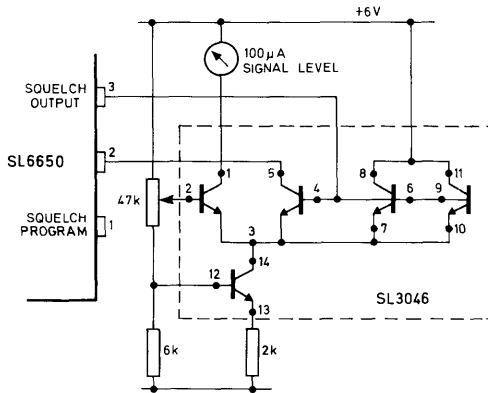 +6V
100μA
SIGNAL LEVEL
SQUELCH
OUTPUT
3
SL6650
2
SQUELCH
PROGRAM
1
47k
2
1
5
4
8
6
9
11
7
10
3
14
12
13
SL3046
6k
2k